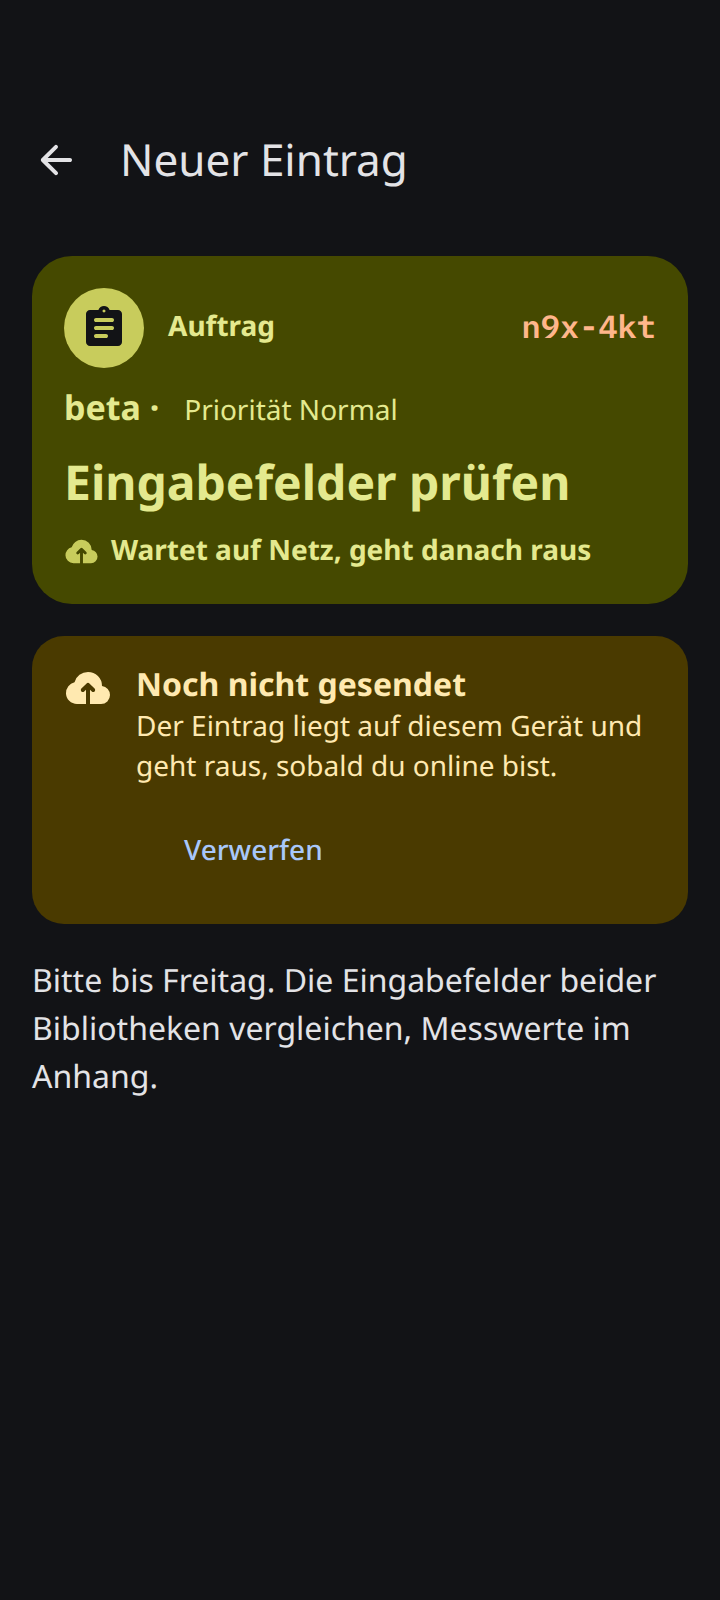 Neuer Eintrag
Auftrag
n9x-4kt
beta · Priorität Normal
Eingabefelder prüfen
Wartet auf Netz, geht danach raus
Noch nicht gesendet
Der Eintrag liegt auf diesem Gerät und
geht raus, sobald du online bist.
Verwerfen
Bitte bis Freitag. Die Eingabefelder beider
Bibliotheken vergleichen, Messwerte im
Anhang.